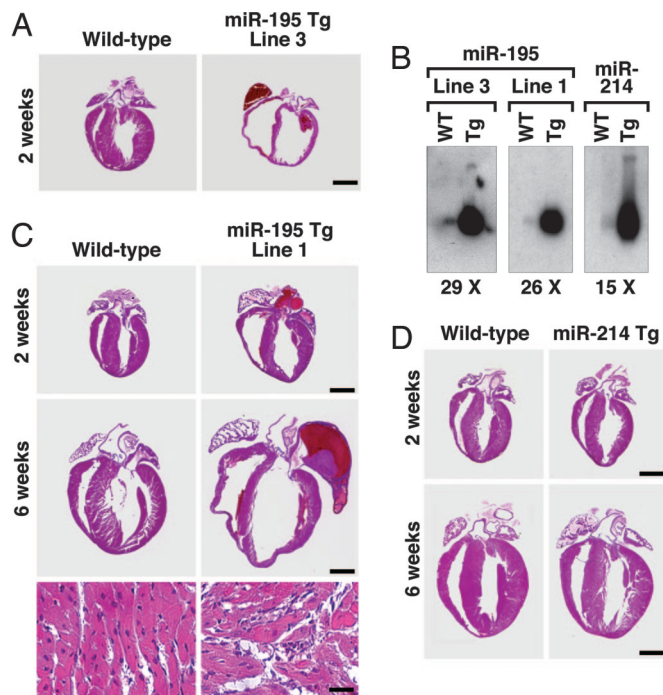 A
Wild-type
miR-195 Tg
Line 3
2 weeks
B
miR-195
miR-
214
Line 3
Line 1
WT
Tg
WT
Tg
WT
Tg
29 X
26 X
15 X
C
Wild-type
miR-195 Tg
Line 1
2 weeks
6 weeks
D
Wild-type
miR-214 Tg
2 weeks
6 weeks